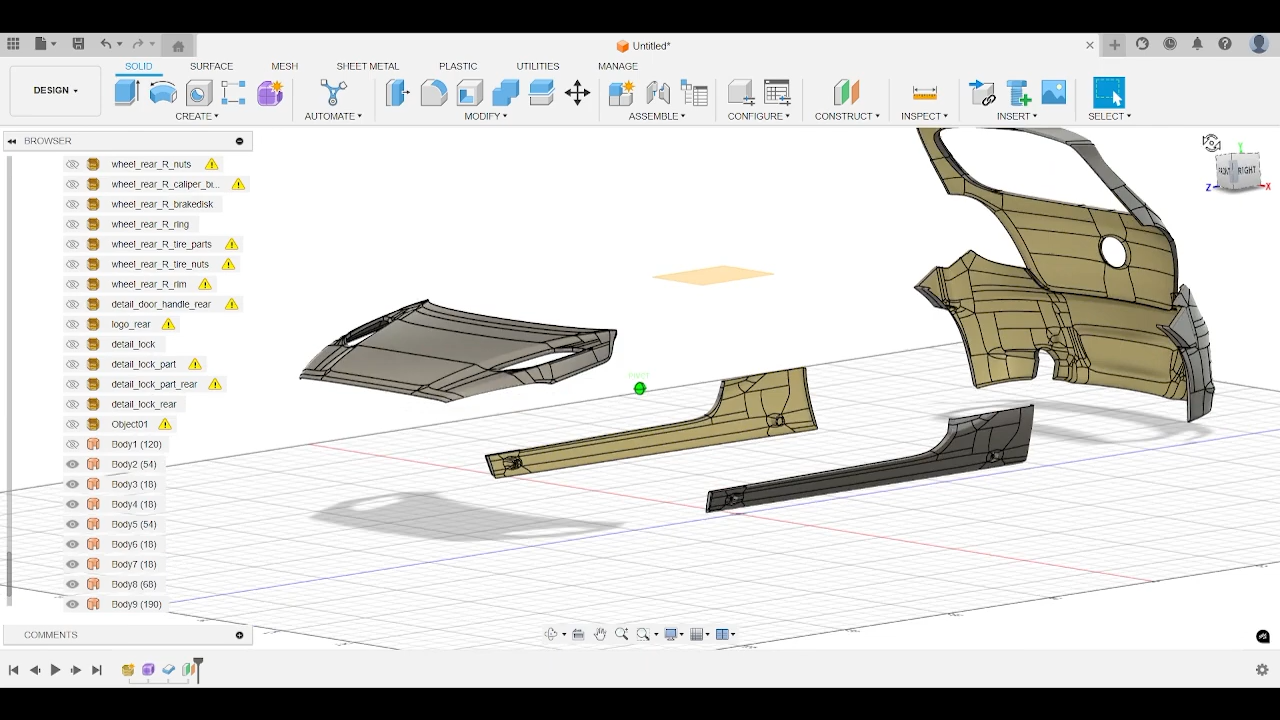 Untitled*
SOLID SURFACE MESH SHEET METAL PLASTIC UTILITIES MANAGE
DESIGN
CREATE AUTOMATE MODIFY ASSEMBLE CONFIGURE CONSTRUCT INSPECT INSERT SELECT
BROWSER
wheel_rear_R_nuts
wheel_rear_R_caliper_bi...
wheel_rear_R_brakedisk
wheel_rear_R_ring
wheel_rear_R_tire_parts
wheel_rear_R_tire_nuts
wheel_rear_R_rim
detail_door_handle_rear
logo_rear
detail_lock
detail_lock_part
detail_lock_part_rear
detail_lock_rear
Object01
Body1 (120)
Body2 (54)
Body3 (18)
Body4 (18)
Body5 (54)
Body6 (18)
Body7 (18)
Body8 (68)
Body9 (190)
COMMENTS
Y
RIGHT
Z
X